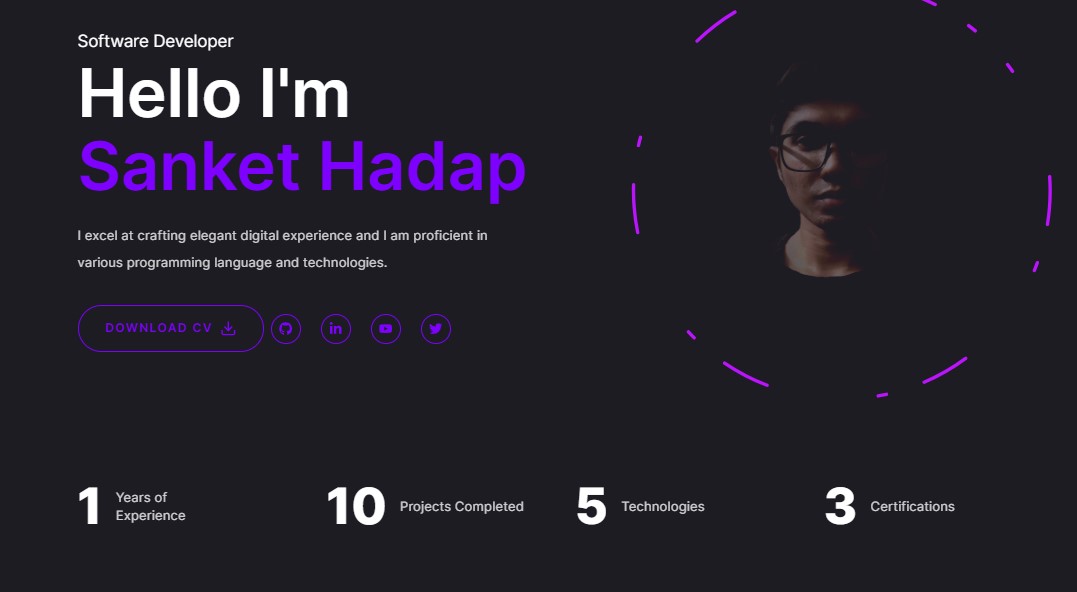 Software Developer
Hello I'm
Sanket Hadap
I excel at crafting elegant digital experience and I am proficient in
various programming language and technologies.
DOWNLOAD CV
in
1 Years of
Experience
10 Projects Completed
5 Technologies
3 Certifications